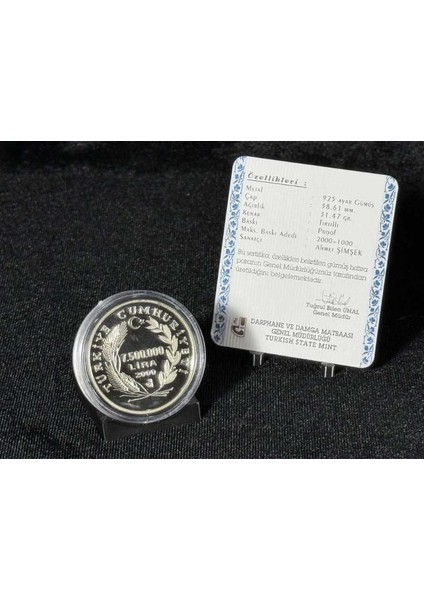 Özellikleri :
Metal : 925 ayar Gümüş
Çap : 38.61 mm.
Ağırlık : 31.47 gr.
Kenar : Tırtıllı
Baskı : Proof
Maks. Baskı Adedi : 2000+1000
Sanatçı : Ahmet ŞİMŞEK
Bu sertifika, özellikleri belirtilen gümüş hatıra
paranın Genel Müdürlüğümüz tarafından
üretildiğini belgelemektedir.
Tuğrul Bilen ÜNAL
Genel Müdür
DARPHANE VE DAMGA MATBAASI
GENEL MÜDÜRLÜĞÜ
TURKISH STATE MINT
TÜRKİYE CUMHURİYETİ
7.500.000
LİRA
2000